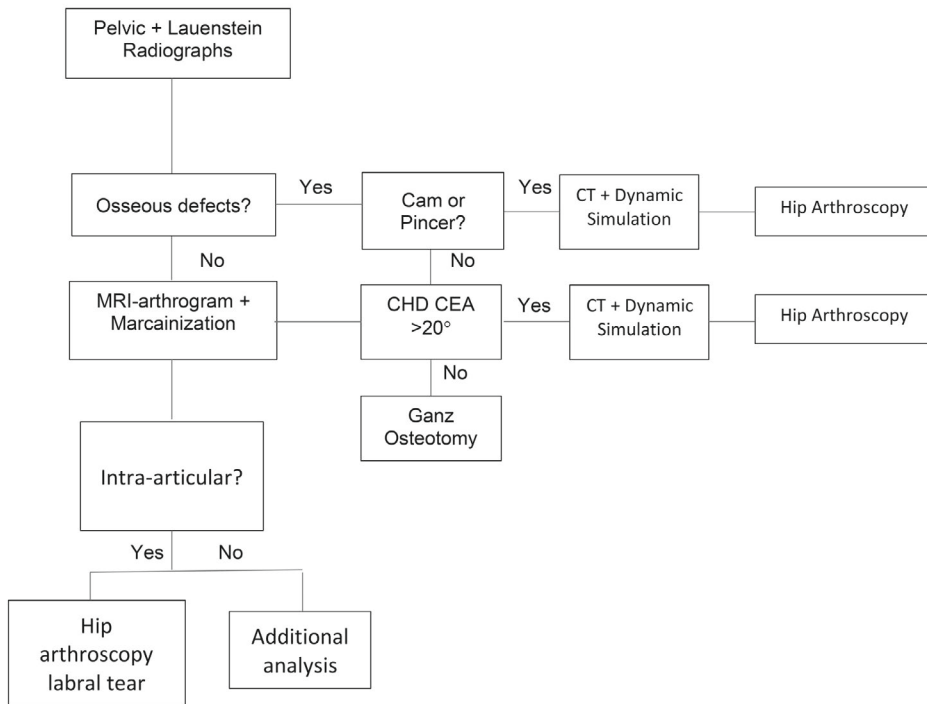 Pelvic + Lauenstein
Radiographs
Osseous defects?
Yes
Cam or
Pincer?
Yes
CT + Dynamic
Simulation
Hip Arthroscopy
No
No
MRI-arthrogram +
Marcainization
CHD CEA
>20°
Yes
CT + Dynamic
Simulation
Hip Arthroscopy
No
Ganz
Osteotomy
Intra-articular?
Yes
No
Hip
arthroscopy
labral tear
Additional
analysis